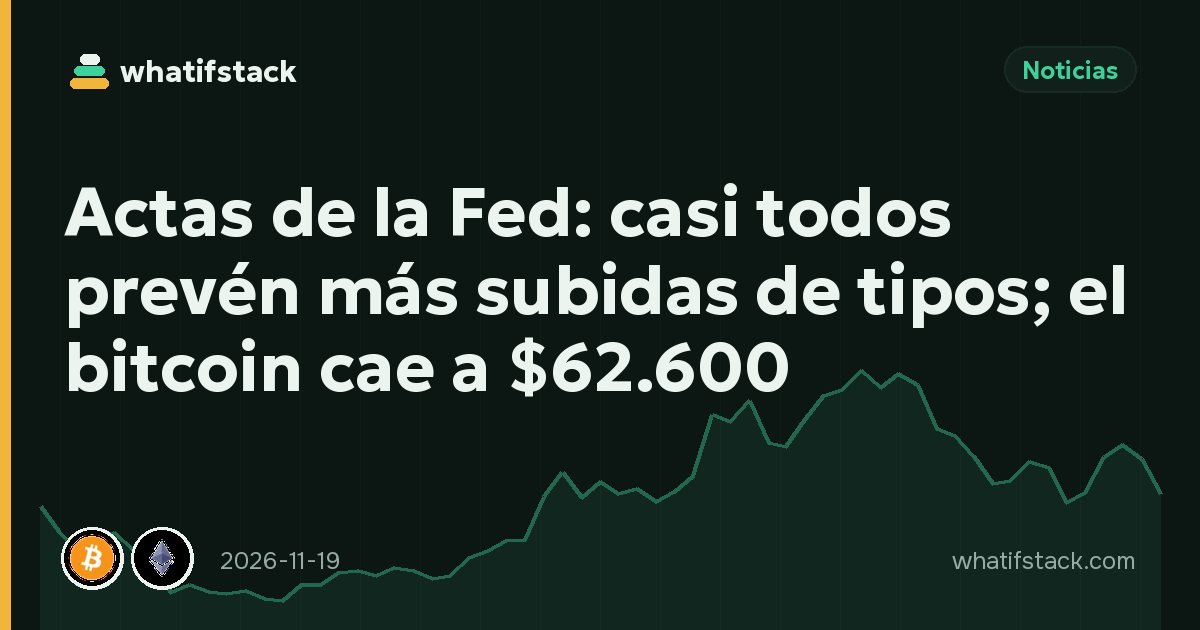 whatifstack
Noticias
Actas de la Fed: casi todos
prevén más subidas de tipos; el
bitcoin cae a $62.600
2026-11-19
whatifstack.com